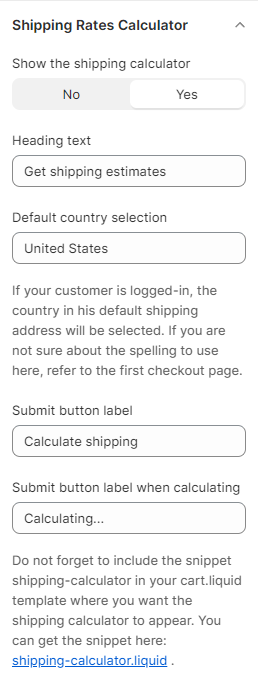 Shipping Rates Calculator
Show the shipping calculator
No Yes
Heading text
Get shipping estimates
Default country selection
United States
If your customer is logged-in, the
country in his default shipping
address will be selected. If you are
not sure about the spelling to use
here, refer to the first checkout page.
Submit button label
Calculate shipping
Submit button label when calculating
Calculating...
Do not forget to include the snippet
shipping-calculator in your cart.liquid
template where you want the
shipping calculator to appear. You
can get the snippet here:
shipping-calculator.liquid .